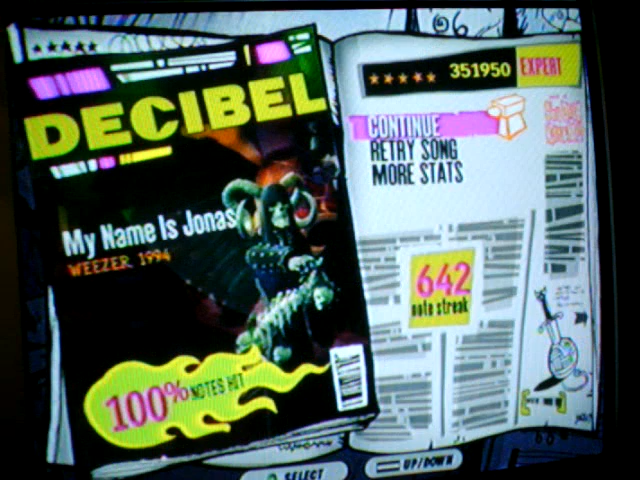 DECIBEL
My Name Is Jonas
WEEZER 1994
100% NOTES HIT
351950 EXPERT
CONTINUE
RETRY SONG
MORE STATS
642
note streak
SELECT
UP/DOWN